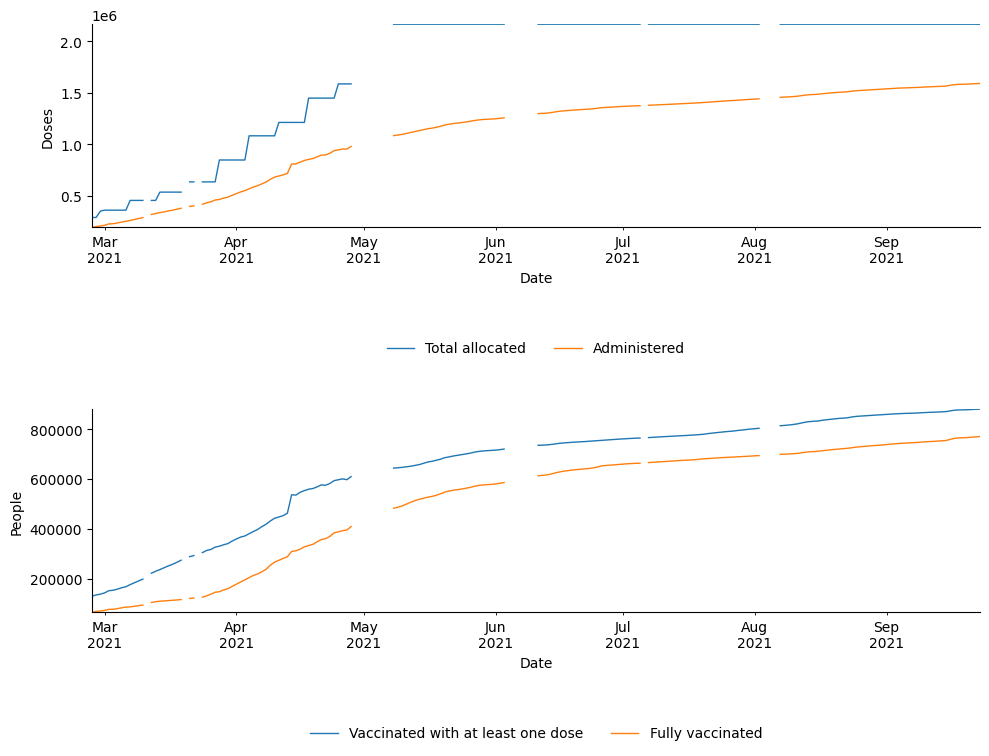 1e6
2.0
1.5
1.0
0.5
Doses
Mar Apr May Jun Jul Aug Sep
2021 2021 2021 2021 2021 2021 2021
Date
Total allocated Administered
800000
600000
400000
200000
People
Mar Apr May Jun Jul Aug Sep
2021 2021 2021 2021 2021 2021 2021
Date
Vaccinated with at least one dose Fully vaccinated